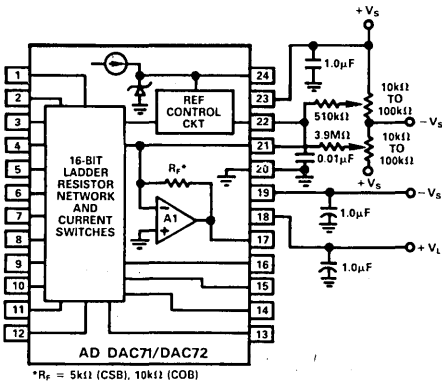 + VS
1
2
3
4
5
6
7
8
9
10
11
12
24
23
22
21
20
19
18
17
16
15
14
13
REF
CONTROL
CKT
16-BIT
LADDER
RESISTOR
NETWORK
AND
CURRENT
SWITCHES
RF*
A1
−
+
1.0µF
510kΩ
10kΩ
TO
100kΩ
− VS
3.9MΩ
0.01µF
10kΩ
TO
100kΩ
+VS
− VS
1.0µF
+ VL
1.0µF
AD DAC71/DAC72
*RF = 5kΩ (CSB), 10kΩ (COB)